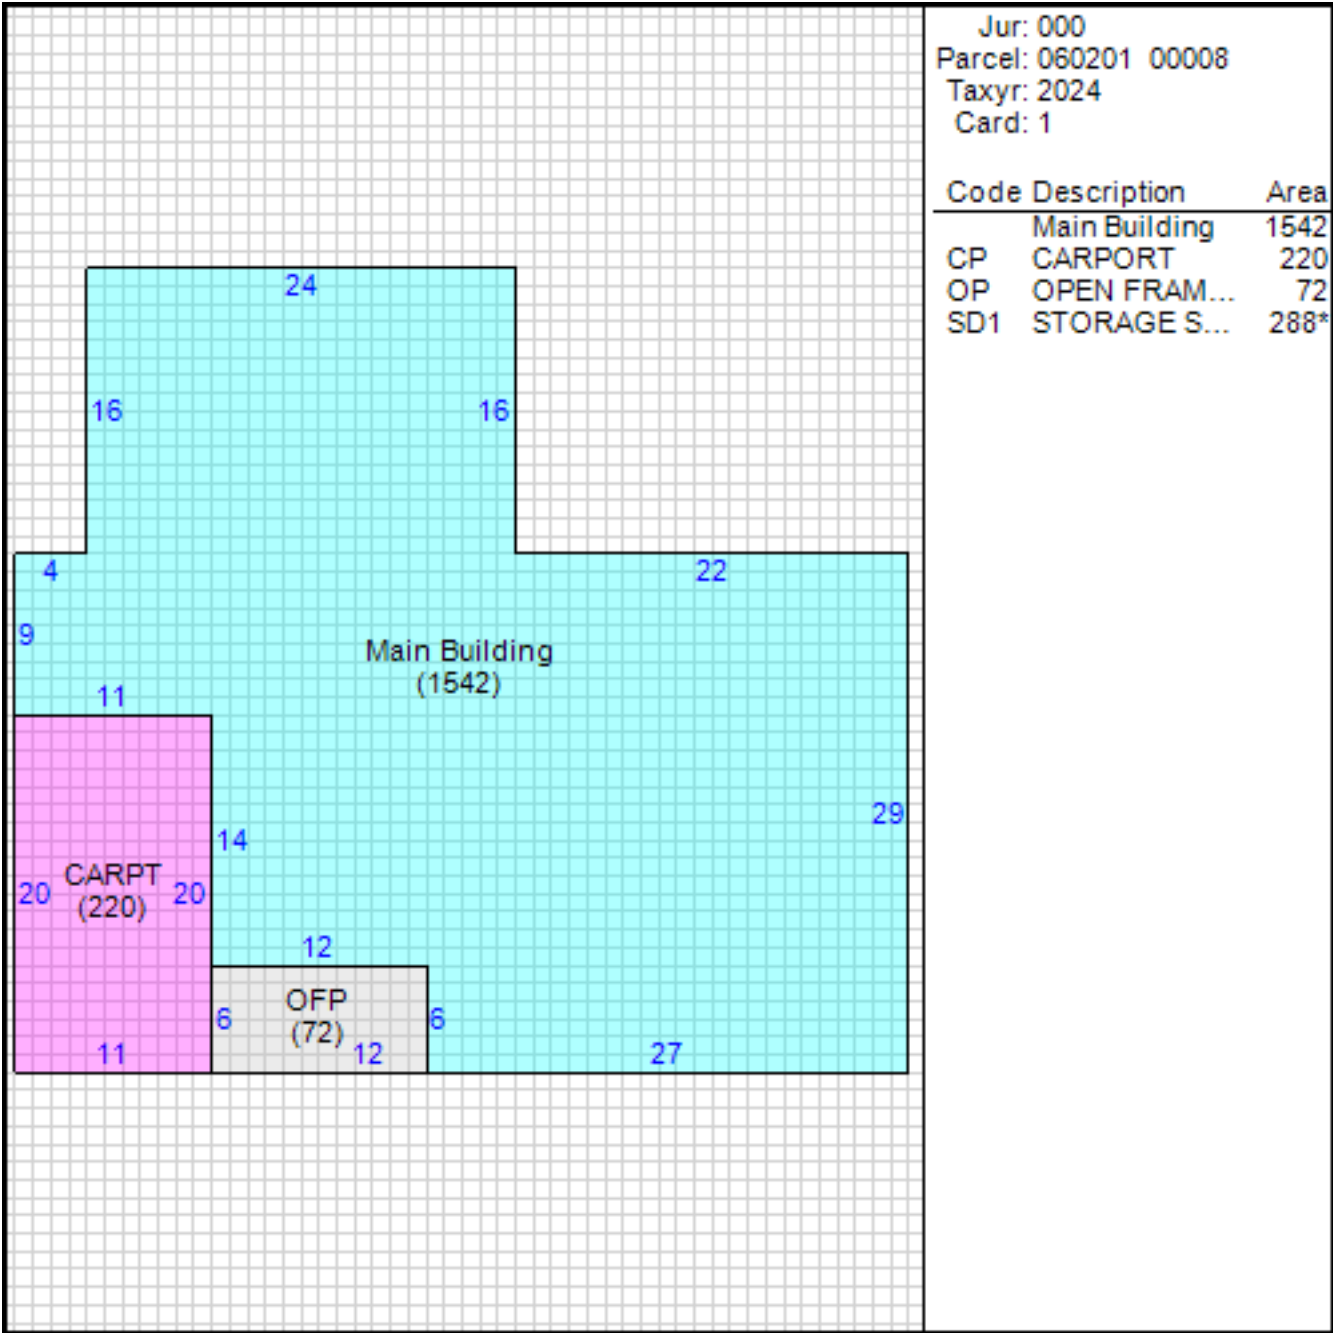 Jur: 000
Parcel: 060201 00008
Taxyr: 2024
Card: 1
Code Description Area
Main Building 1542
CP CARPORT 220
OP OPEN FRAM... 72
SD1 STORAGE S... 288*
24
16 16
4 22
9
Main Building
(1542)
11
29
14
CARPT
20 20
(220)
12
OFP
6 6
(72)
11 12 27